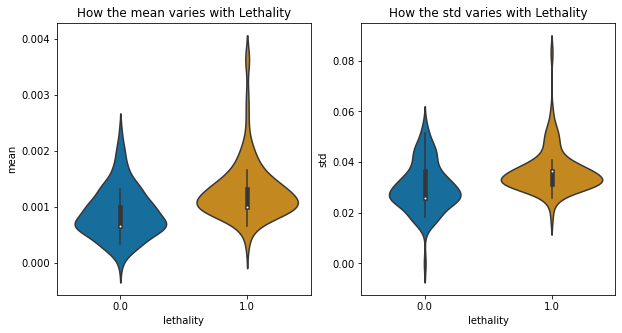 How the mean varies with Lethality
mean
0.004
0.003
0.002
0.001
0.000
0.0
1.0
lethality
How the std varies with Lethality
std
0.08
0.06
0.04
0.02
0.00
0.0
1.0
lethality